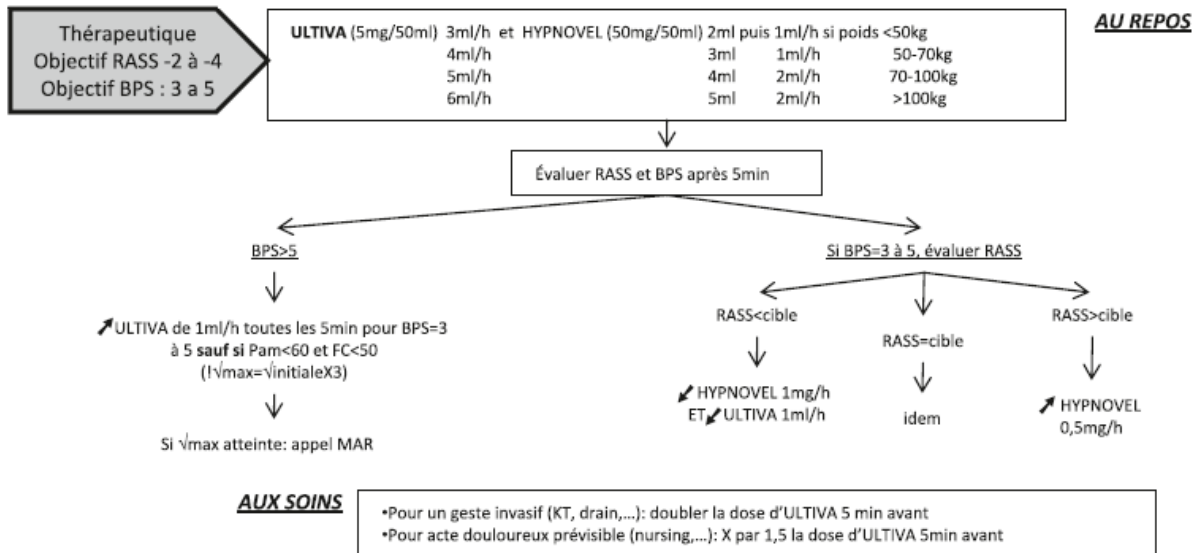 Thérapeutique
Objectif RASS -2 à -4
Objectif BPS : 3 a 5
ULTIVA (5mg/50ml) 3ml/h et HYPNOVEL (50mg/50ml) 2ml puis 1ml/h si poids <50kg
4ml/h 3ml 1ml/h 50-70kg
5ml/h 4ml 2ml/h 70-100kg
6ml/h 5ml 2ml/h >100kg
AU REPOS
Évaluer RASS et BPS après 5min
BPS>5
↗ULTIVA de 1ml/h toutes les 5min pour BPS=3
à 5 sauf si Pam<60 et FC<50
(!√max=√initialeX3)
Si √max atteinte: appel MAR
Si BPS=3 à 5, évaluer RASS
RASS<cible
↙ HYPNOVEL 1mg/h
ET↙ULTIVA 1ml/h
RASS=cible
idem
RASS>cible
↗ HYPNOVEL
0,5mg/h
AUX SOINS
•Pour un geste invasif (KT, drain,…): doubler la dose d'ULTIVA 5 min avant
•Pour acte douloureux prévisible (nursing,…): X par 1,5 la dose d'ULTIVA 5min avant